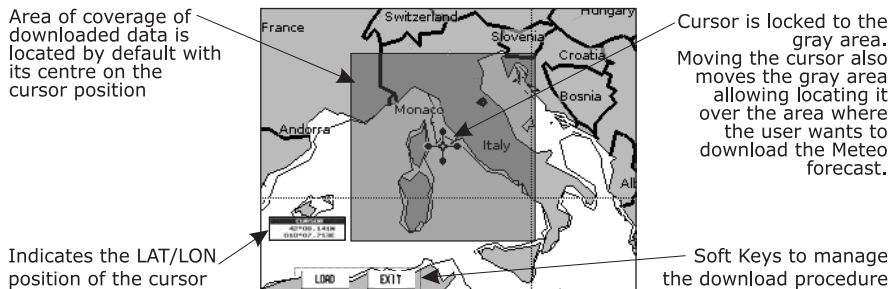 Area of coverage of
downloaded data is
located by default with
its centre on the
cursor position
Indicates the LAT/LON
position of the cursor
France
Switzerland
Hungary
Slovenia
Croatia
Bosnia
Monaco
Andorra
Italy
Al
CURSOR
42°08.141N
010°07.753E
LOAD
EXIT
Cursor is locked to the
gray area.
Moving the cursor also
moves the gray area
allowing locating it
over the area where
the user wants to
download the Meteo
forecast.
Soft Keys to manage
the download procedure